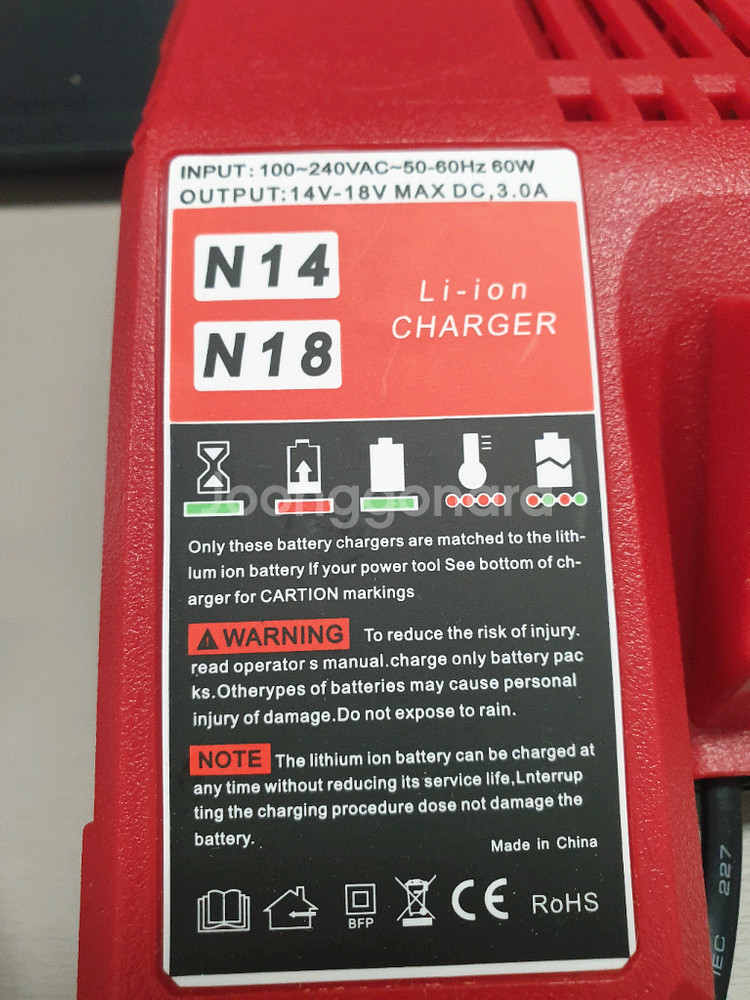 INPUT: 100~240VAC~50-60Hz 60W
OUTPUT:14V-18V MAX DC,3.0A
N14
Li-ion
CHARGER
N18
Joonggonara
Only these battery chargers are matched to the lith-
lum ion battery If your power tool See bottom of ch-
arger for CARTION markings
WARNING To reduce the risk of injury.
read operator s manual.charge only battery pac
ks.Otherypes of batteries may cause personal
injury of damage.Do not expose to rain.
NOTE The lithium ion battery can be charged at
any time without reducing its service life,Lnterrup
ting the charging procedure dose not damage the
battery.
Made in China
BFP
CE
RoHS
IEC 227